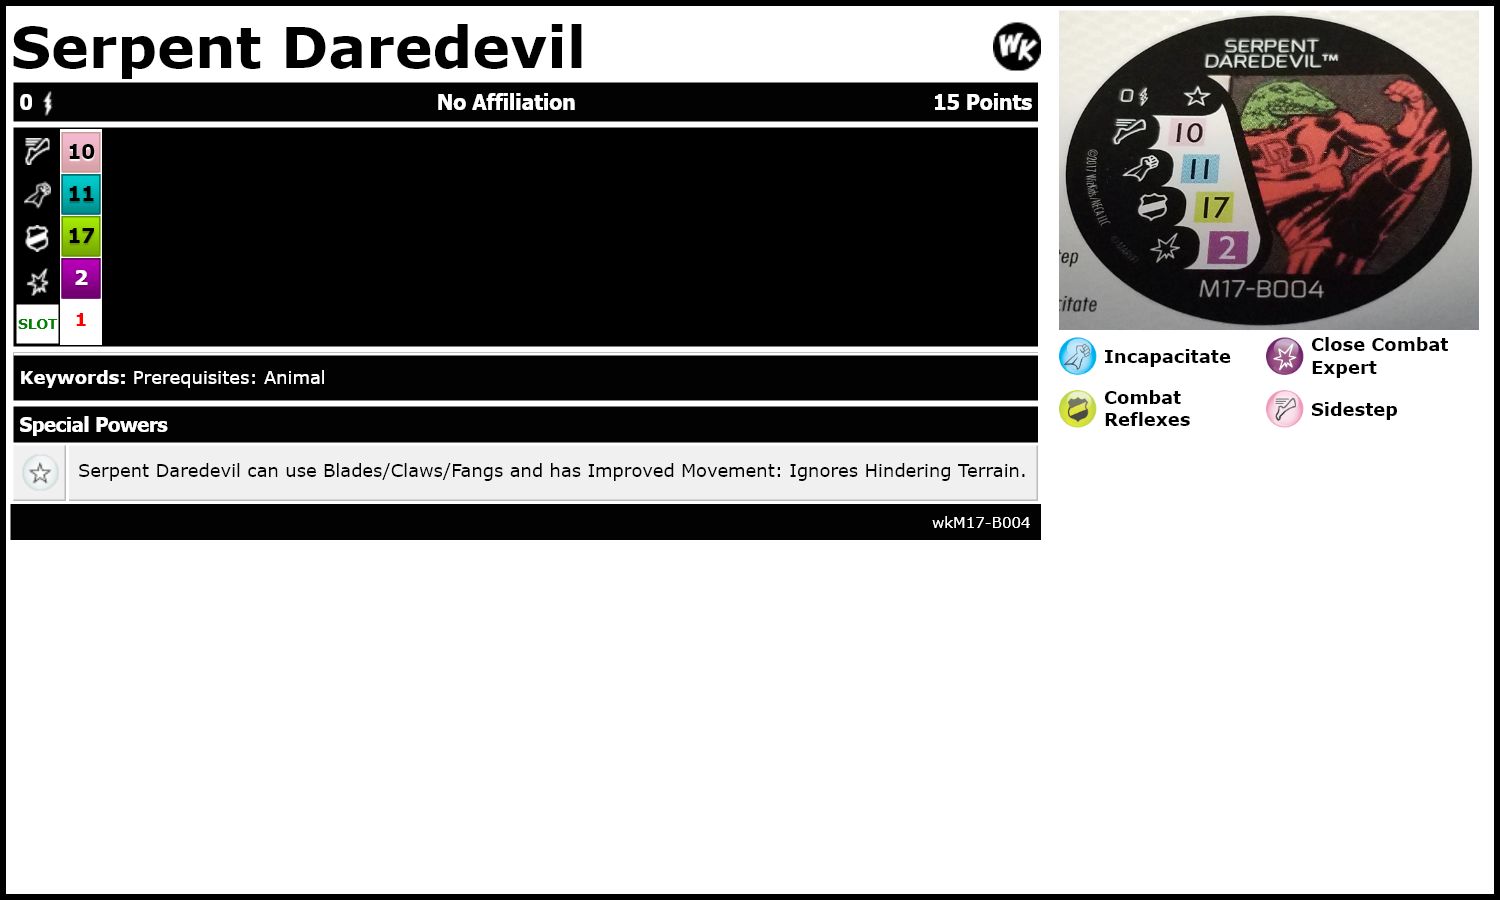 Serpent Daredevil
WK
0 No Affiliation 15 Points
10
11
17
2
SLOT 1
Keywords: Prerequisites: Animal
Special Powers
Serpent Daredevil can use Blades/Claws/Fangs and has Improved Movement: Ignores Hindering Terrain.
wkM17-B004
SERPENT
DAREDEVIL™
0
10
11
17
2
©2017 WizKids/NECA LLC
M17-B004
Incapacitate
Close Combat
Expert
Combat
Reflexes
Sidestep